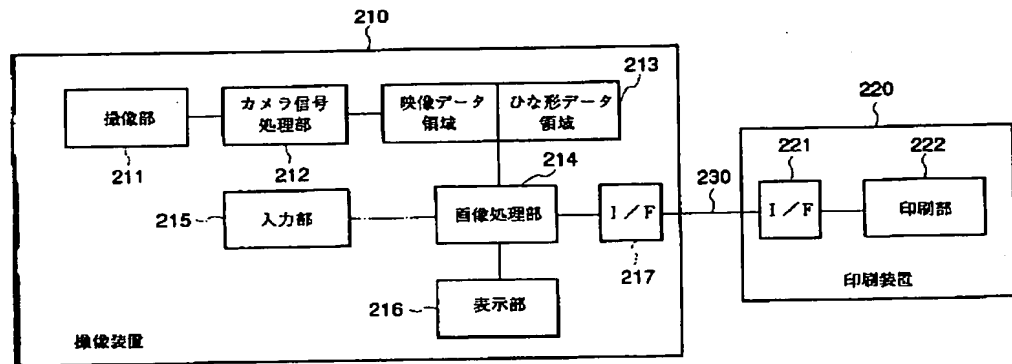 210
撮像部
211
カメラ信号
処理部
212
映像データ
領域
ひな形データ
領域
213
215
入力部
画像処理部
214
I／F
217
216
表示部
撮像装置
230
220
221
I／F
222
印刷部
印刷装置